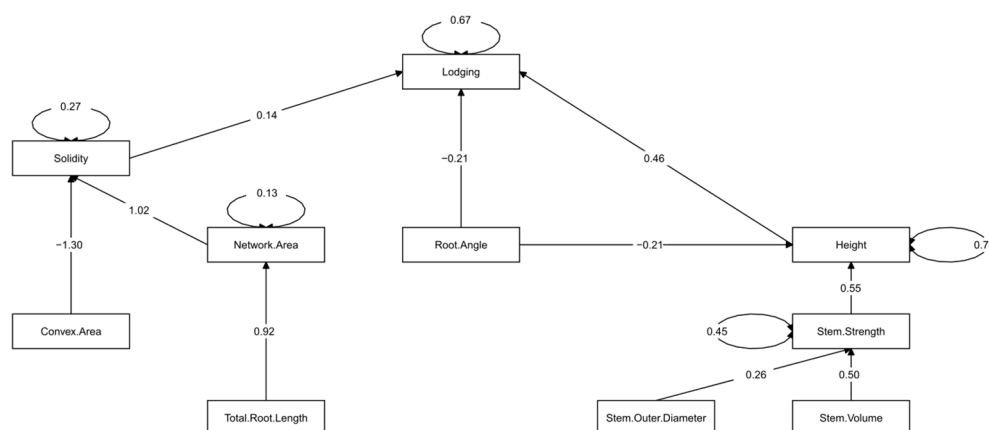 0.67
Lodging
0.27
0.14
Solidity
−0.21
0.46
1.02
0.13
−1.30
Network.Area
Root.Angle
−0.21
Height
0.7
0.55
Convex.Area
0.92
0.45
Stem.Strength
0.26
0.50
Total.Root.Length
Stem.Outer.Diameter
Stem.Volume